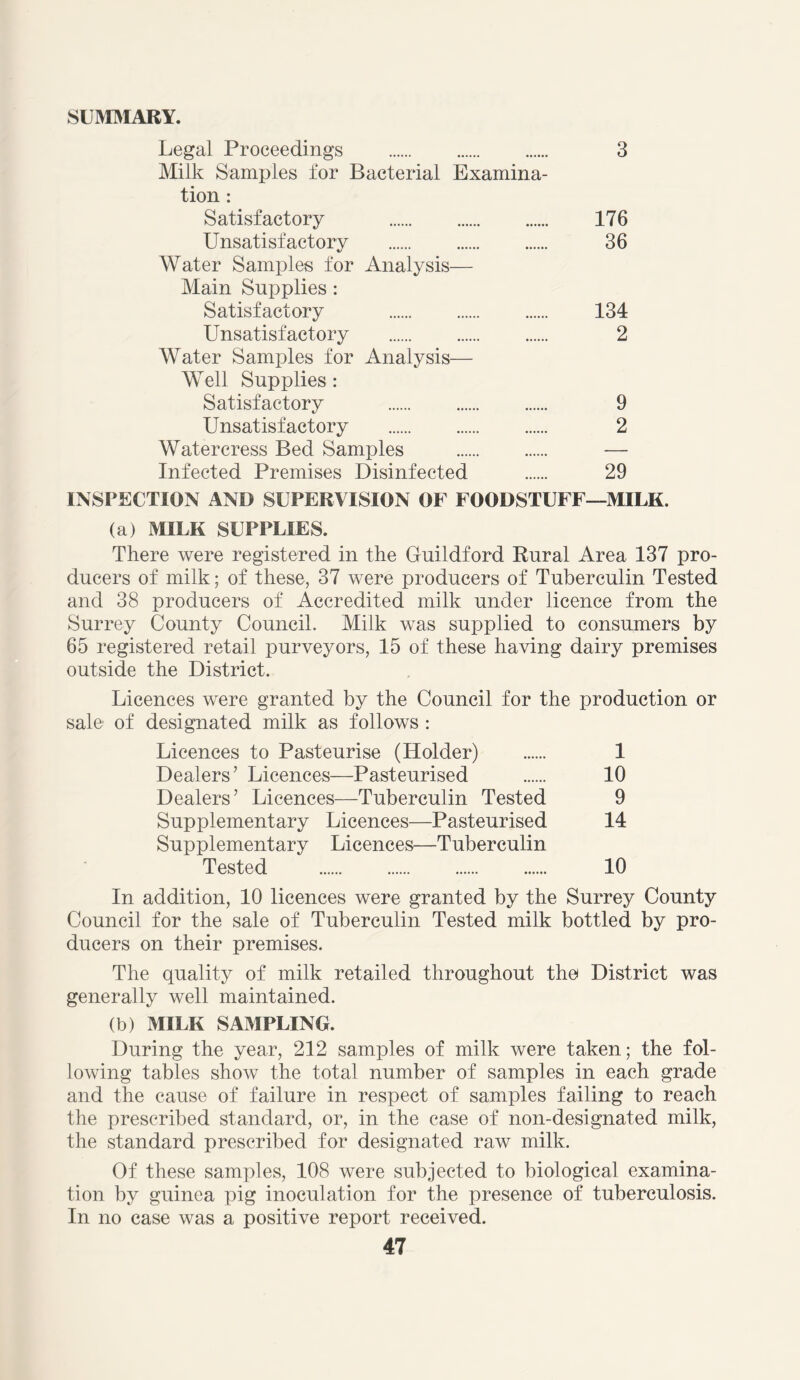 SUMMARY.
Legal Proceedings ...... ...... ...... 3
Milk Samples for Bacterial Examina-
tion :
Satisfactory ...... ...... ...... 176
Unsatisfactory ...... ...... ...... 36
Water Samples for Analysis—
Main Supplies :
Satisfactory ...... ...... ...... 134
Unsatisfactory ...... ...... ...... 2
Water Samples for Analysis—
Well Supplies :
Satisfactory ...... ...... ...... 9
Unsatisfactory ...... ...... ...... 2
Watercress Bed Samples ...... ...... —
Infected Premises Disinfected ...... 29
INSPECTION AND SUPERVISION OF FOODSTUFF—MILK.
(a) MILK SUPPLIES.
There were registered in the Guildford Rural Area 137 pro-
ducers of milk; of these, 37 were producers of Tuberculin Tested
and 38 producers of Accredited milk under licence from the
Surrey County Council. Milk was supplied to consumers by
65 registered retail purveyors, 15 of these having dairy premises
outside the District.
Licences were granted by the Council for the production or
sale of designated milk as follows :
Licences to Pasteurise (Holder) ...... 1
Dealers' Licences—Pasteurised ...... 10
Dealers' Licences—Tuberculin Tested 9
Supplementary Licences—Pasteurised 14
Supplementary Licences—Tuberculin
Tested ...... ...... ...... ...... 10
In addition, 10 licences were granted by the Surrey County
Council for the sale of Tuberculin Tested milk bottled by pro-
ducers on their premises.
The quality of milk retailed throughout the District was
generally well maintained.
(b) MILK SAMPLING.
During the year, 212 samples of milk were taken; the fol-
lowing tables show the total number of samples in each grade
and the cause of failure in respect of samples failing to reach
the prescribed standard, or, in the case of non-designated milk,
the standard prescribed for designated raw milk.
Of these samples, 108 were subjected to biological examina-
tion by guinea pig inoculation for the presence of tuberculosis.
In no case was a positive report received.
47